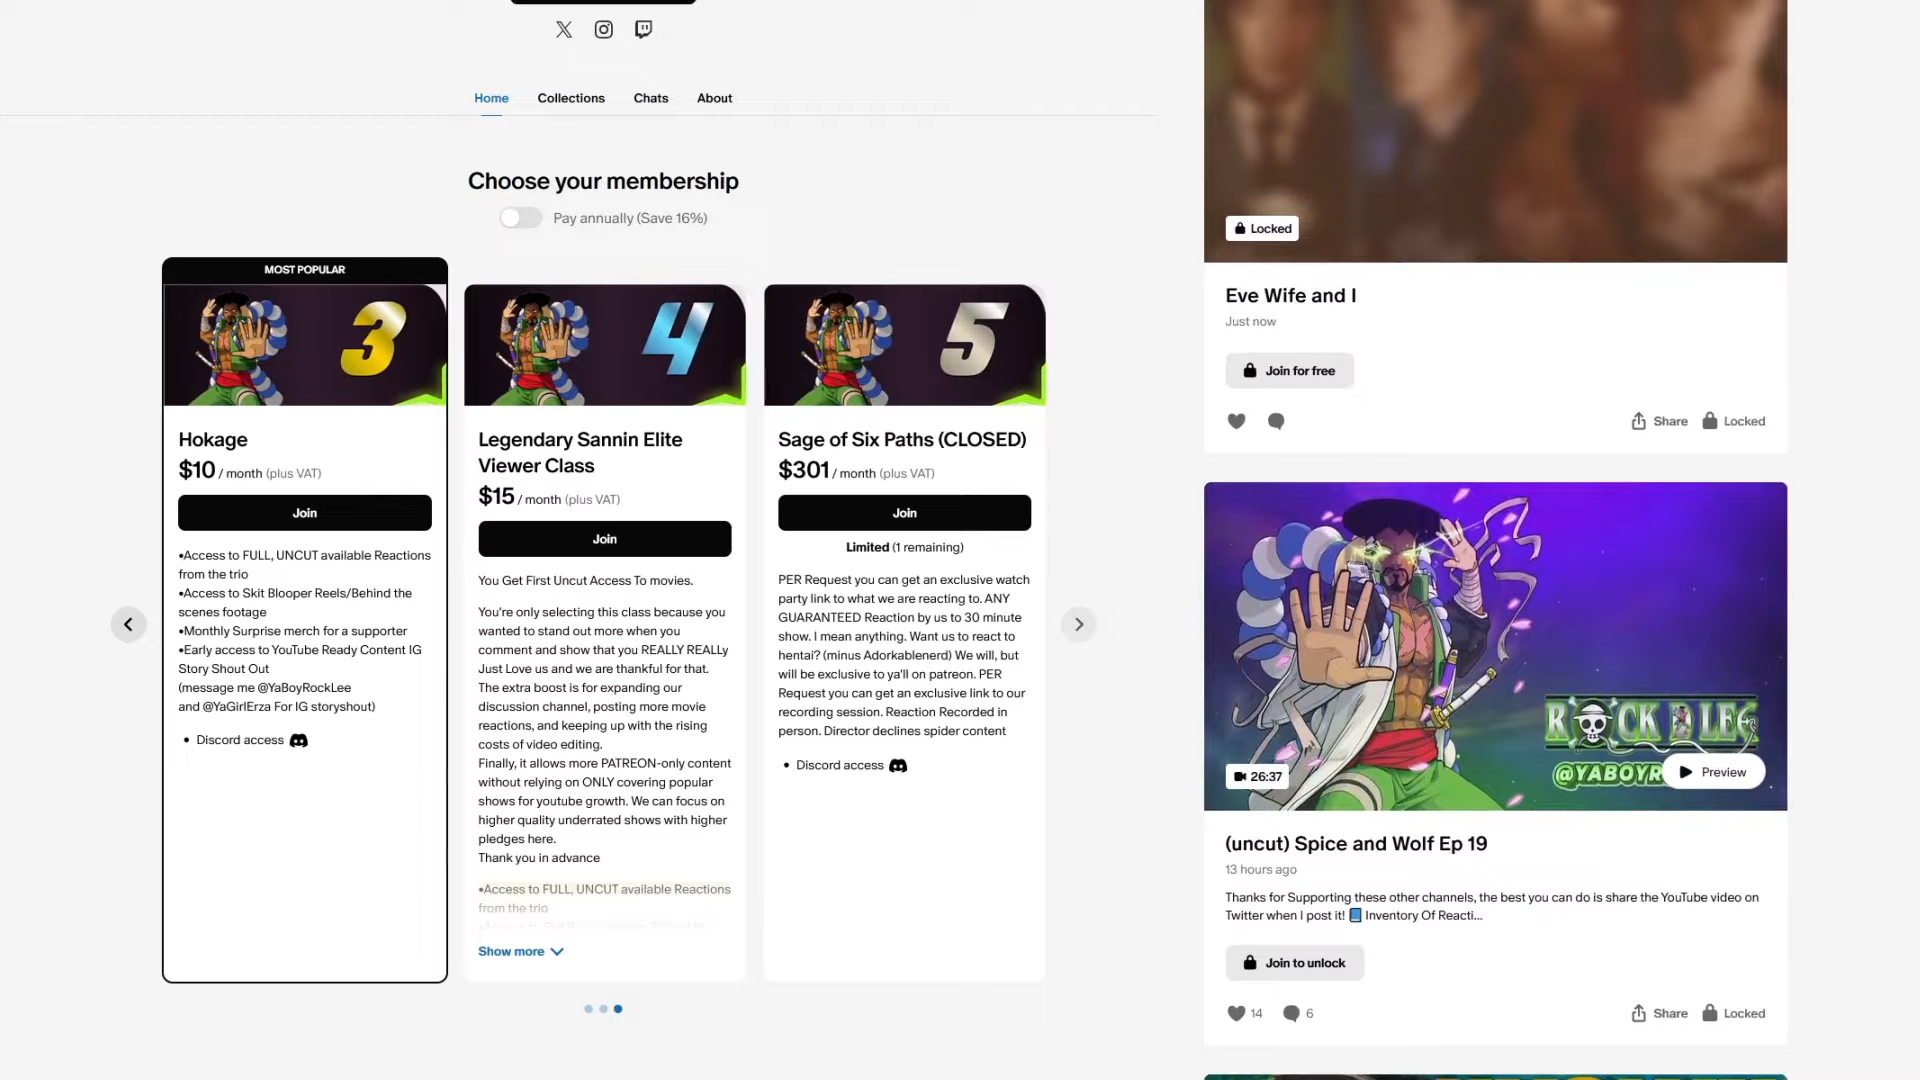 Home
Collections
Chats
About
Choose your membership
Pay annually (Save 16%)
MOST POPULAR
3
Hokage
$10 / month (plus VAT)
Join
•Access to FULL, UNCUT available Reactions
from the trio
•Access to Skit Blooper Reels/Behind the
scenes footage
•Monthly Surprise merch for a supporter
•Early access to YouTube Ready Content IG
Story Shout Out
(message me @YaBoyRockLee
and @YaGirlErza For IG storyshout)
• Discord access
4
Legendary Sannin Elite
Viewer Class
$15 / month (plus VAT)
Join
You Get First Uncut Access To movies.
You're only selecting this class because you
wanted to stand out more when you
comment and show that you REALLY REALLy
Just Love us and we are thankful for that.
The extra boost is for expanding our
discussion channel, posting more movie
reactions, and keeping up with the rising
costs of video editing.
Finally, it allows more PATREON-only content
without relying on ONLY covering popular
shows for youtube growth. We can focus on
higher quality underrated shows with higher
pledges here.
Thank you in advance
•Access to FULL, UNCUT available Reactions
from the trio
Show more
5
Sage of Six Paths (CLOSED)
$301 / month (plus VAT)
Join
Limited (1 remaining)
PER Request you can get an exclusive watch
party link to what we are reacting to. ANY
GUARANTEED Reaction by us to 30 minute
show. I mean anything. Want us to react to
hentai? (minus Adorkablenerd) We will, but
will be exclusive to ya'll on patreon. PER
Request you can get an exclusive link to our
recording session. Reaction Recorded in
person. Director declines spider content
• Discord access
Locked
Eve Wife and I
Just now
Join for free
Share
Locked
ROCK D LEE
@YABOYR
26:37
Preview
(uncut) Spice and Wolf Ep 19
13 hours ago
Thanks for Supporting these other channels, the best you can do is share the YouTube video on
Twitter when I post it! 📘 Inventory Of Reacti...
Join to unlock
14
6
Share
Locked